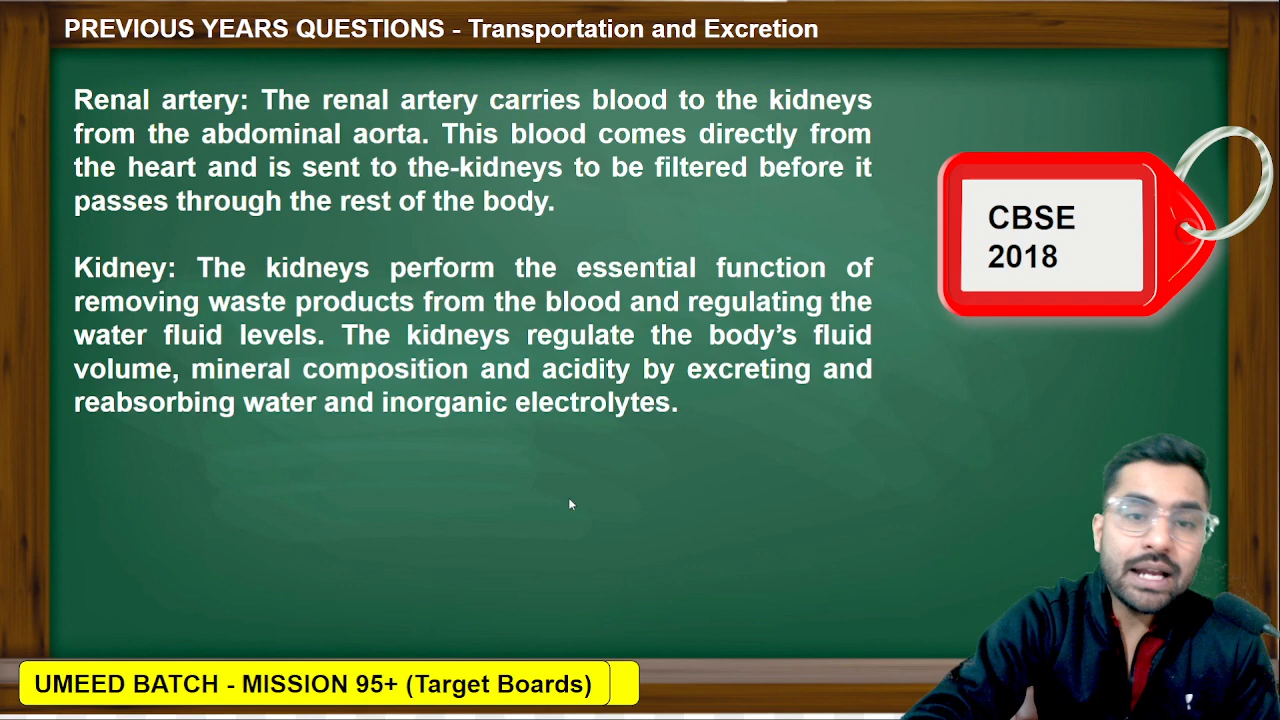 PREVIOUS YEARS QUESTIONS - Transportation and Excretion
Renal artery: The renal artery carries blood to the kidneys
from the abdominal aorta. This blood comes directly from
the heart and is sent to the-kidneys to be filtered before it
passes through the rest of the body.
Kidney: The kidneys perform the essential function of
removing waste products from the blood and regulating the
water fluid levels. The kidneys regulate the body’s fluid
volume, mineral composition and acidity by excreting and
reabsorbing water and inorganic electrolytes.
CBSE
2018
UMEED BATCH - MISSION 95+ (Target Boards)